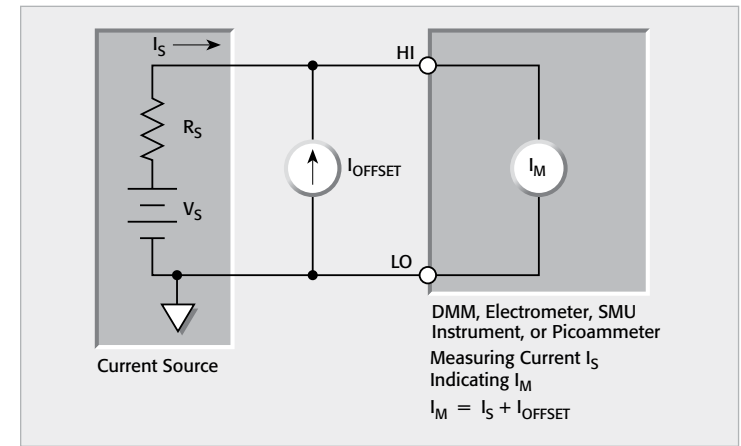 I_S
HI
R_S
I_OFFSET
I_M
V_S
LO
DMM, Electrometer, SMU
Instrument, or Picoammeter
Current Source
Measuring Current I_S
Indicating I_M
I_M = I_S + I_OFFSET